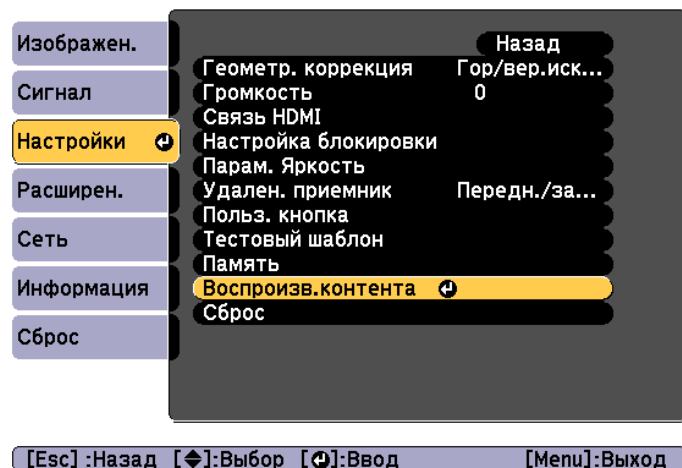 Изображен.
Сигнал
Настройки
Расширен.
Сеть
Информация
Сброс
Назад
Геометр. коррекция Гор/вер.иск...
Громкость 0
Связь HDMI
Настройка блокировки
Парам. Яркость
Удален. приемник Передн./за...
Польз. кнопка
Тестовый шаблон
Память
Воспроизв.контента
Сброс
[Esc] :Назад [◆]:Выбор [⏎]:Ввод [Menu]:Выход